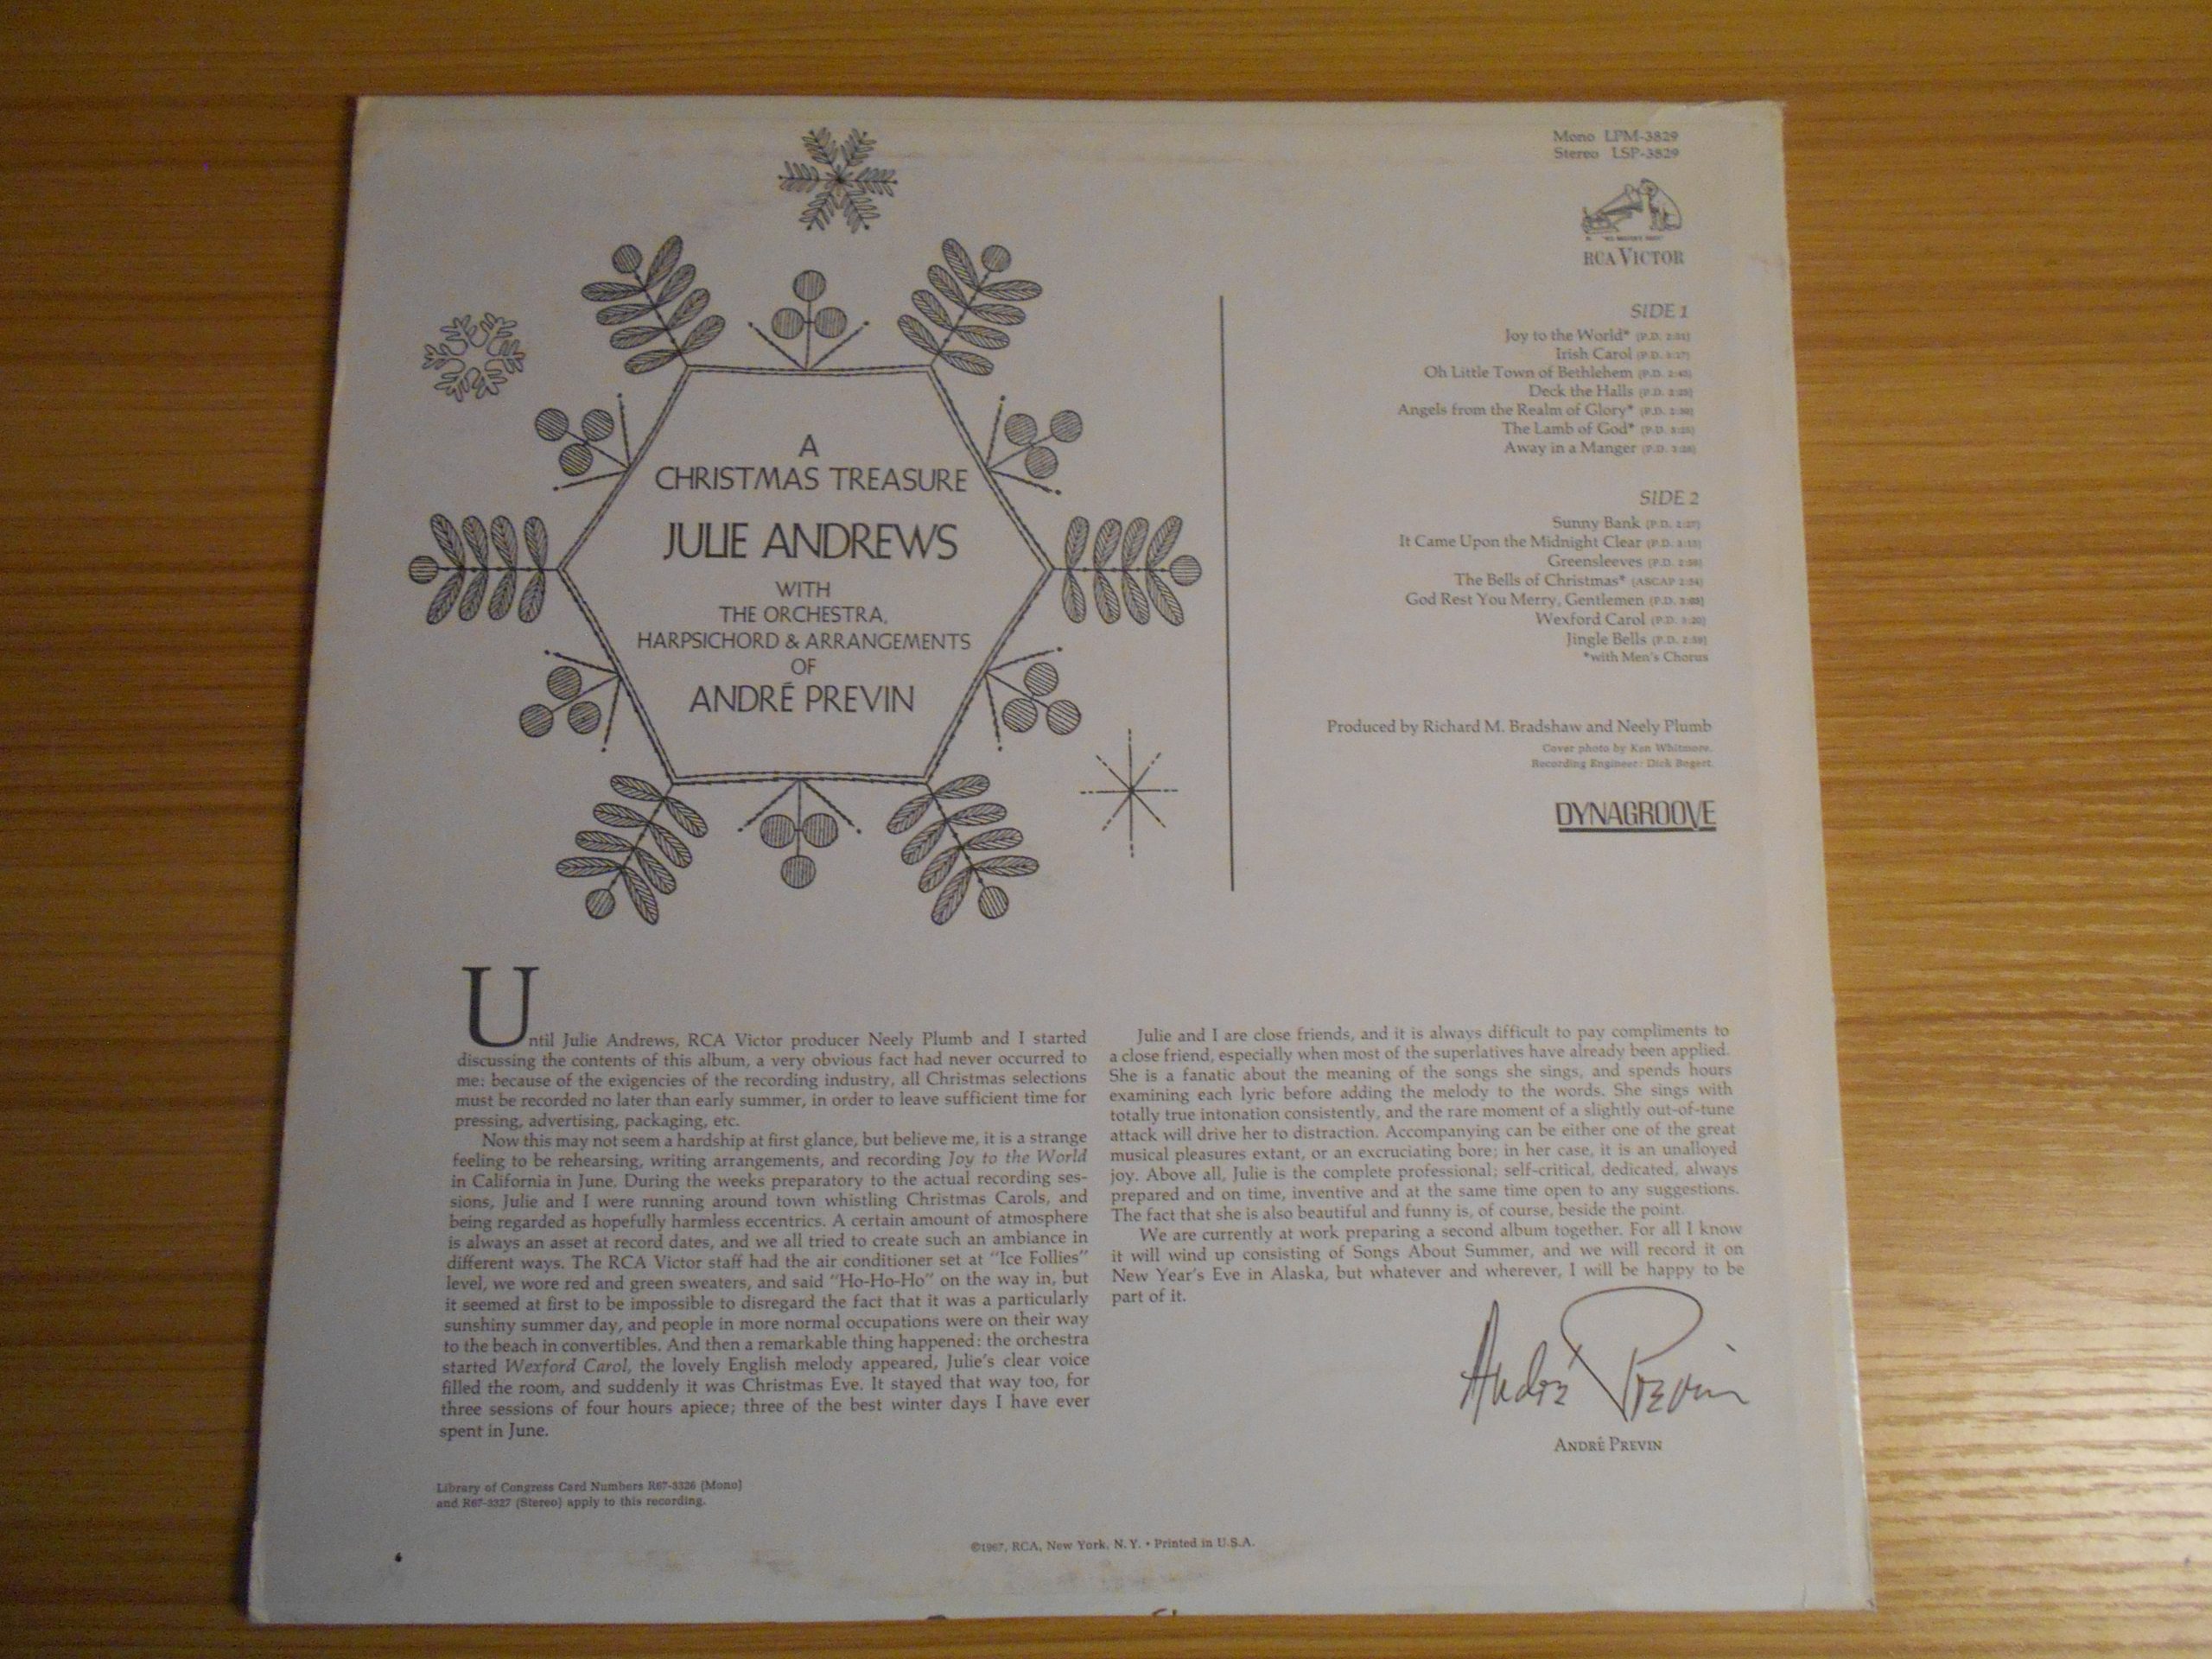 Mono LPM-3829
Stereo LSP-3829
RCA VICTOR
A
CHRISTMAS TREASURE
JULIE ANDREWS
WITH
THE ORCHESTRA,
HARPSICHORD & ARRANGEMENTS
OF
ANDRÉ PREVIN
SIDE 1
Joy to the World* (P.D.
Irish Carol (P.D.
Oh Little Town of Bethlehem (P.D.
Deck the Halls (P.D.
Angels from the Realm of Glory* (P.D.
The Lamb of God* (P.D.
Away in a Manger (P.D.
SIDE 2
Sunny Bank (P.D.
It Came Upon the Midnight Clear (P.D.
Greensleeves (P.D.
The Bells of Christmas* (ASCAP
God Rest You Merry, Gentlemen (P.D.
Wexford Carol (P.D.
Jingle Bells (P.D.
*with Men's Chorus
Produced by Richard M. Bradshaw and Neely Plumb
Cover photo by Ken Whitmore.
Recording Engineer: Dick Bogert.
DYNAGROOVE
Until Julie Andrews, RCA Victor producer Neely Plumb and I started
discussing the contents of this album, a very obvious fact had never occurred to
me: because of the exigencies of the recording industry, all Christmas selections
must be recorded no later than early summer, in order to leave sufficient time for
pressing, advertising, packaging, etc.
Now this may not seem a hardship at first glance, but believe me, it is a strange
feeling to be rehearsing, writing arrangements, and recording Joy to the World
in California in June. During the weeks preparatory to the actual recording ses-
sions, Julie and I were running around town whistling Christmas Carols, and
being regarded as hopefully harmless eccentrics. A certain amount of atmosphere
is always an asset at record dates, and we all tried to create such an ambiance in
different ways. The RCA Victor staff had the air conditioner set at "Ice Follies"
level, we wore red and green sweaters, and said "Ho-Ho-Ho" on the way in, but
it seemed at first to be impossible to disregard the fact that it was a particularly
sunshiny summer day, and people in more normal occupations were on their way
to the beach in convertibles. And then a remarkable thing happened: the orchestra
started Wexford Carol, the lovely English melody appeared, Julie's clear voice
filled the room, and suddenly it was Christmas Eve. It stayed that way too, for
three sessions of four hours apiece; three of the best winter days I have ever
spent in June.
Julie and I are close friends, and it is always difficult to pay compliments to
a close friend, especially when most of the superlatives have already been applied.
She is a fanatic about the meaning of the songs she sings, and spends hours
examining each lyric before adding the melody to the words. She sings with
totally true intonation consistently, and the rare moment of a slightly out-of-tune
attack will drive her to distraction. Accompanying can be either one of the great
musical pleasures extant, or an excruciating bore; in her case, it is an unalloyed
joy. Above all, Julie is the complete professional; self-critical, dedicated, always
prepared and on time, inventive and at the same time open to any suggestions.
The fact that she is also beautiful and funny is, of course, beside the point.
We are currently at work preparing a second album together. For all I know
it will wind up consisting of Songs About Summer, and we will record it on
New Year's Eve in Alaska, but whatever and wherever, I will be happy to be
part of it.
André Previn
ANDRÉ PREVIN
Library of Congress Card Numbers R67-3326 (Mono)
and R67-3327 (Stereo) apply to this recording.
©1967, RCA, New York, N.Y. • Printed in U.S.A.